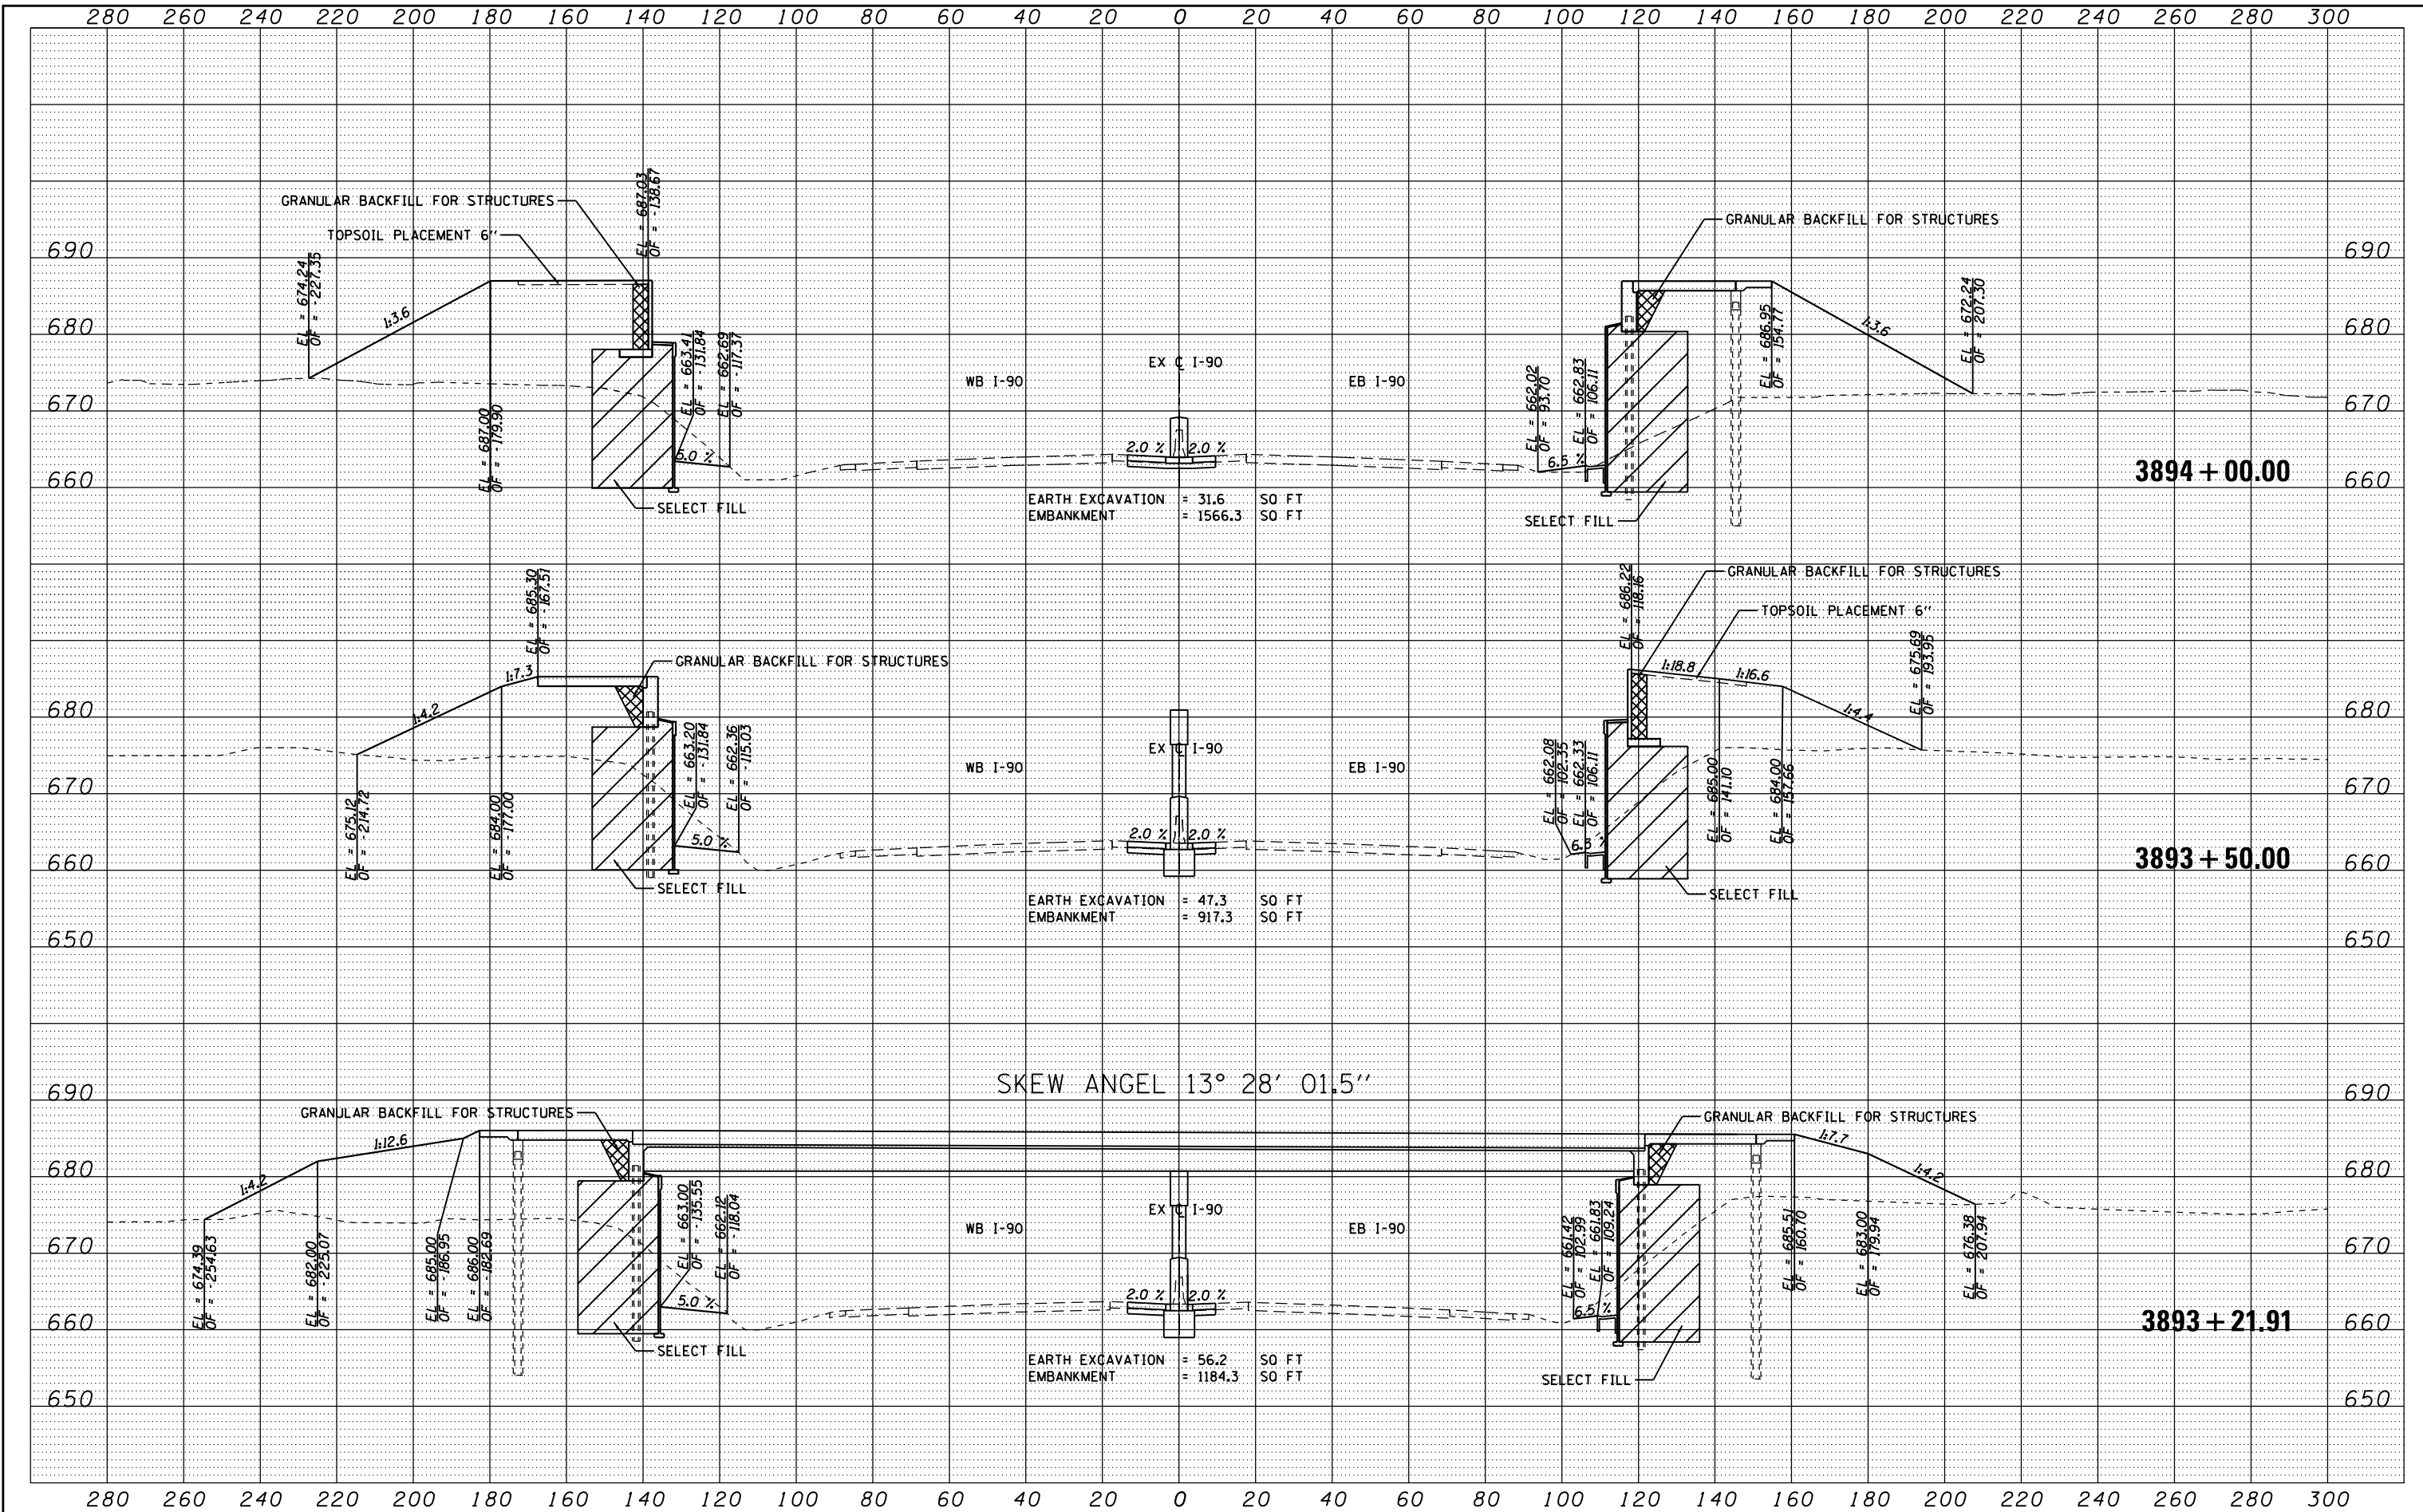 280 260 240 220 200 180 160 140 120 100 80 60 40 20 0 20 40 60 80 100 120 140 160 180 200 220 240 260 280 300
GRANULAR BACKFILL FOR STRUCTURES
TOPSOIL PLACEMENT 6"
EL = 687.03
OF = -138.67
GRANULAR BACKFILL FOR STRUCTURES
690
690
EL = 674.24
OF = -227.35
1:3.6
680
680
EL = 687.00
OF = -179.90
EL = 663.41
OF = -131.84
EL = 662.69
OF = -117.37
5.0 %
WB I-90
EX ℄ I-90
EB I-90
2.0 %
2.0 %
EL = 662.02
OF = 93.70
EL = 662.83
OF = 106.11
6.5 %
EL = 686.95
OF = 154.77
1:3.6
EL = 672.24
OF = 207.30
670
670
660
660
3894+00.00
SELECT FILL
SELECT FILL
EARTH EXCAVATION = 31.6 SQ FT
EMBANKMENT = 1566.3 SQ FT
EL = 685.30
OF = -167.51
1:7.3
GRANULAR BACKFILL FOR STRUCTURES
EL = 686.22
OF = 118.16
GRANULAR BACKFILL FOR STRUCTURES
TOPSOIL PLACEMENT 6"
1:18.8
1:16.6
1:4.4
EL = 675.69
OF = 193.95
680
680
1:4.2
EL = 675.12
OF = -214.72
EL = 684.00
OF = -177.00
EL = 663.20
OF = -131.84
EL = 662.36
OF = -115.03
5.0 %
WB I-90
EX ℄ I-90
EB I-90
2.0 %
2.0 %
EL = 662.08
OF = 102.35
EL = 662.33
OF = 106.11
6.3 %
EL = 685.00
OF = 141.10
EL = 684.00
OF = 157.66
670
670
660
660
3893+50.00
SELECT FILL
SELECT FILL
EARTH EXCAVATION = 47.3 SQ FT
EMBANKMENT = 917.3 SQ FT
650
650
SKEW ANGEL 13° 28' 01.5"
690
690
GRANULAR BACKFILL FOR STRUCTURES
GRANULAR BACKFILL FOR STRUCTURES
1:4.2
1:12.6
1:7.7
1:4.2
680
680
EL = 674.39
OF = -254.63
EL = 682.00
OF = -225.07
EL = 685.00
OF = -186.95
EL = 686.00
OF = -182.69
EL = 663.00
OF = -135.55
EL = 662.12
OF = -118.04
5.0 %
WB I-90
EX ℄ I-90
EB I-90
2.0 %
2.0 %
EL = 661.42
OF = 102.99
EL = 661.83
OF = 109.24
6.5 %
EL = 685.51
OF = 160.70
EL = 683.00
OF = 179.94
EL = 676.38
OF = 207.94
670
670
660
660
3893+21.91
SELECT FILL
SELECT FILL
EARTH EXCAVATION = 56.2 SQ FT
EMBANKMENT = 1184.3 SQ FT
650
650
280 260 240 220 200 180 160 140 120 100 80 60 40 20 0 20 40 60 80 100 120 140 160 180 200 220 240 260 280 300